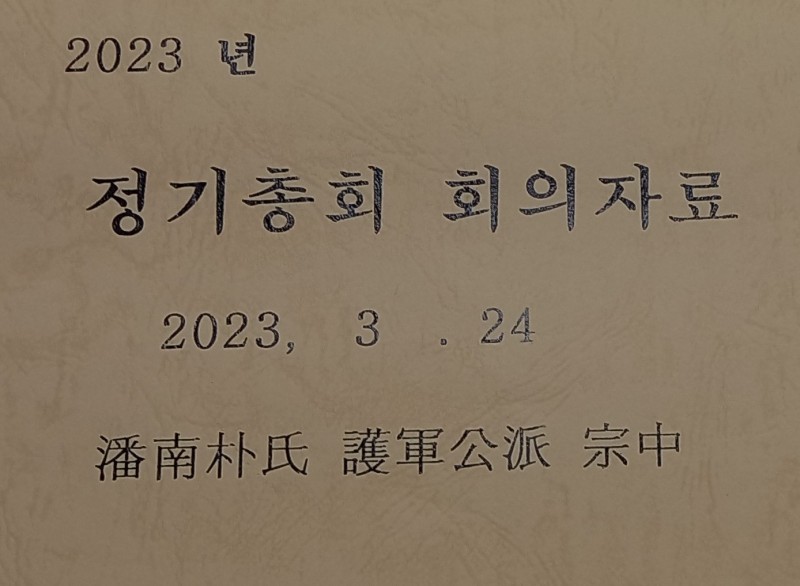 2023 년
정기총회 회의자료
2023, 3 . 24
潘南朴氏 護軍公派 宗中